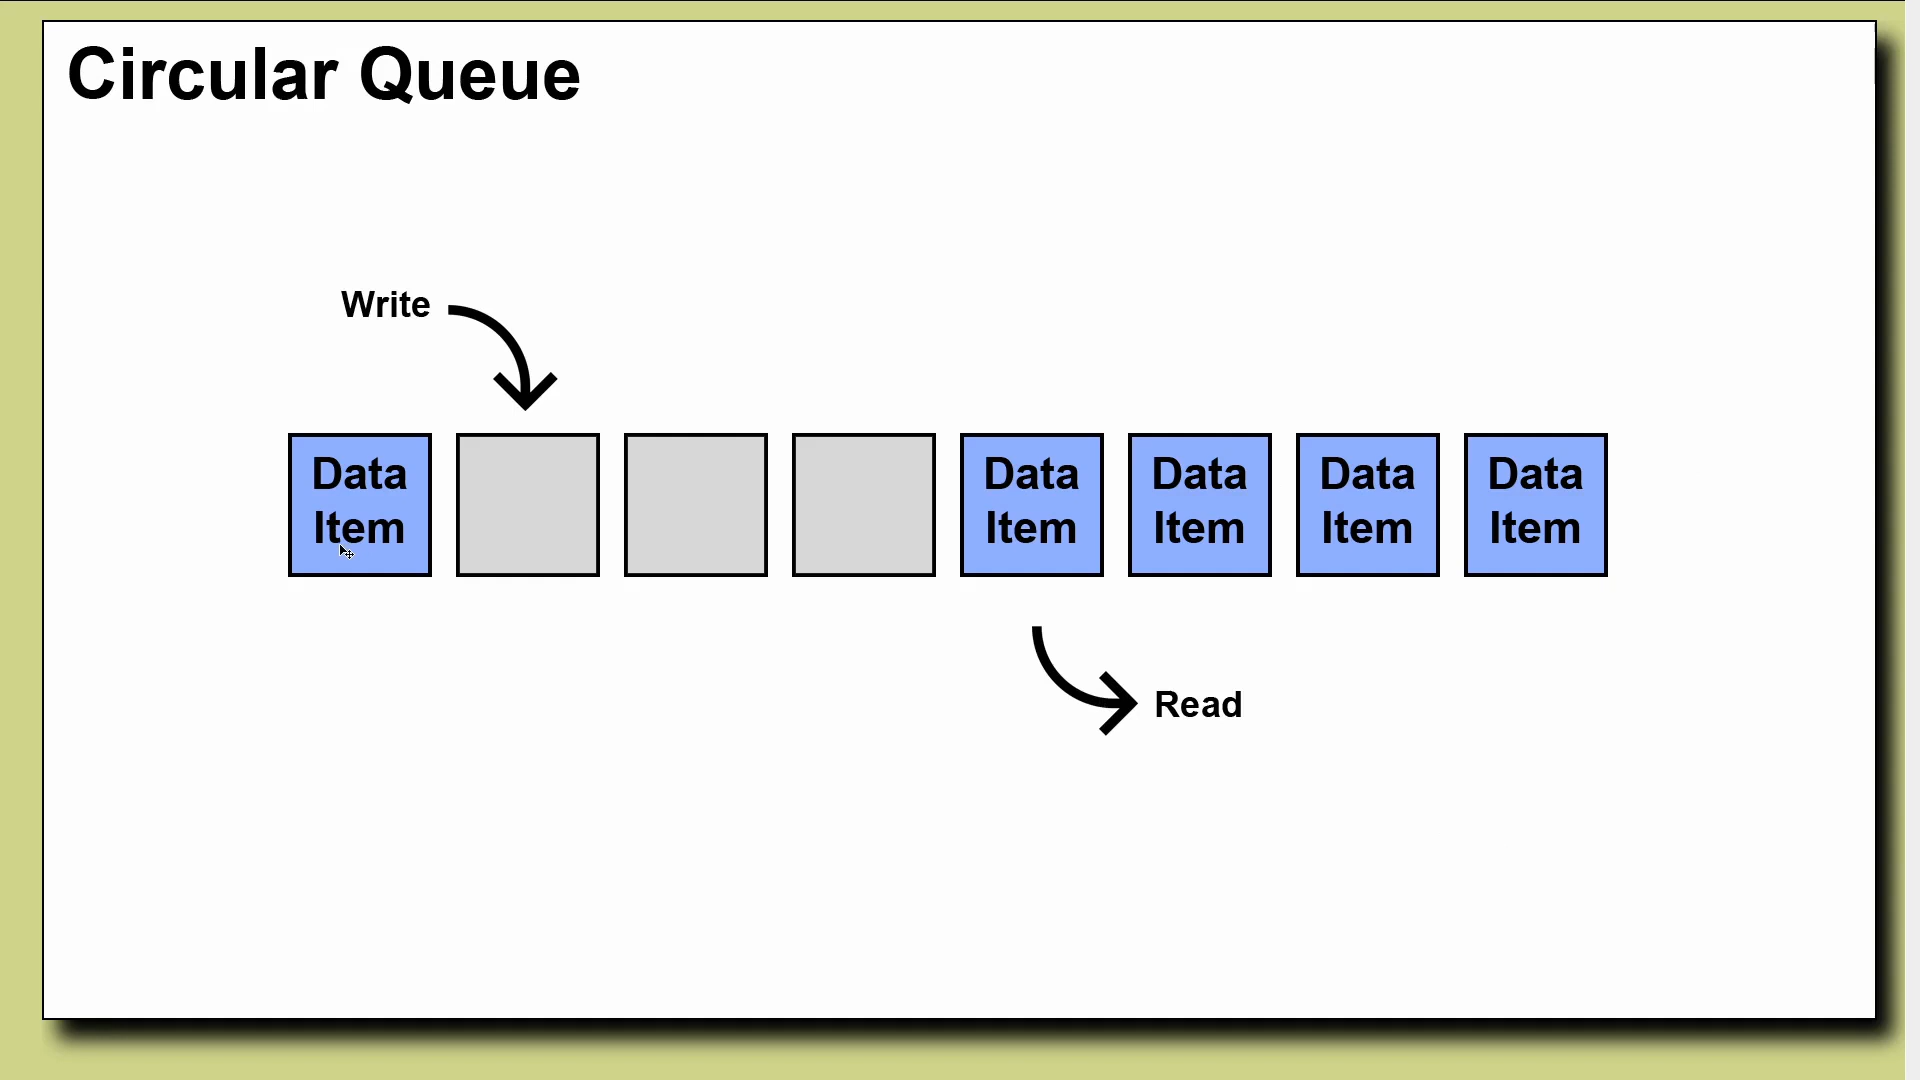 Circular Queue
Write
Data
Item
Data
Item
Data
Item
Data
Item
Data
Item
Read